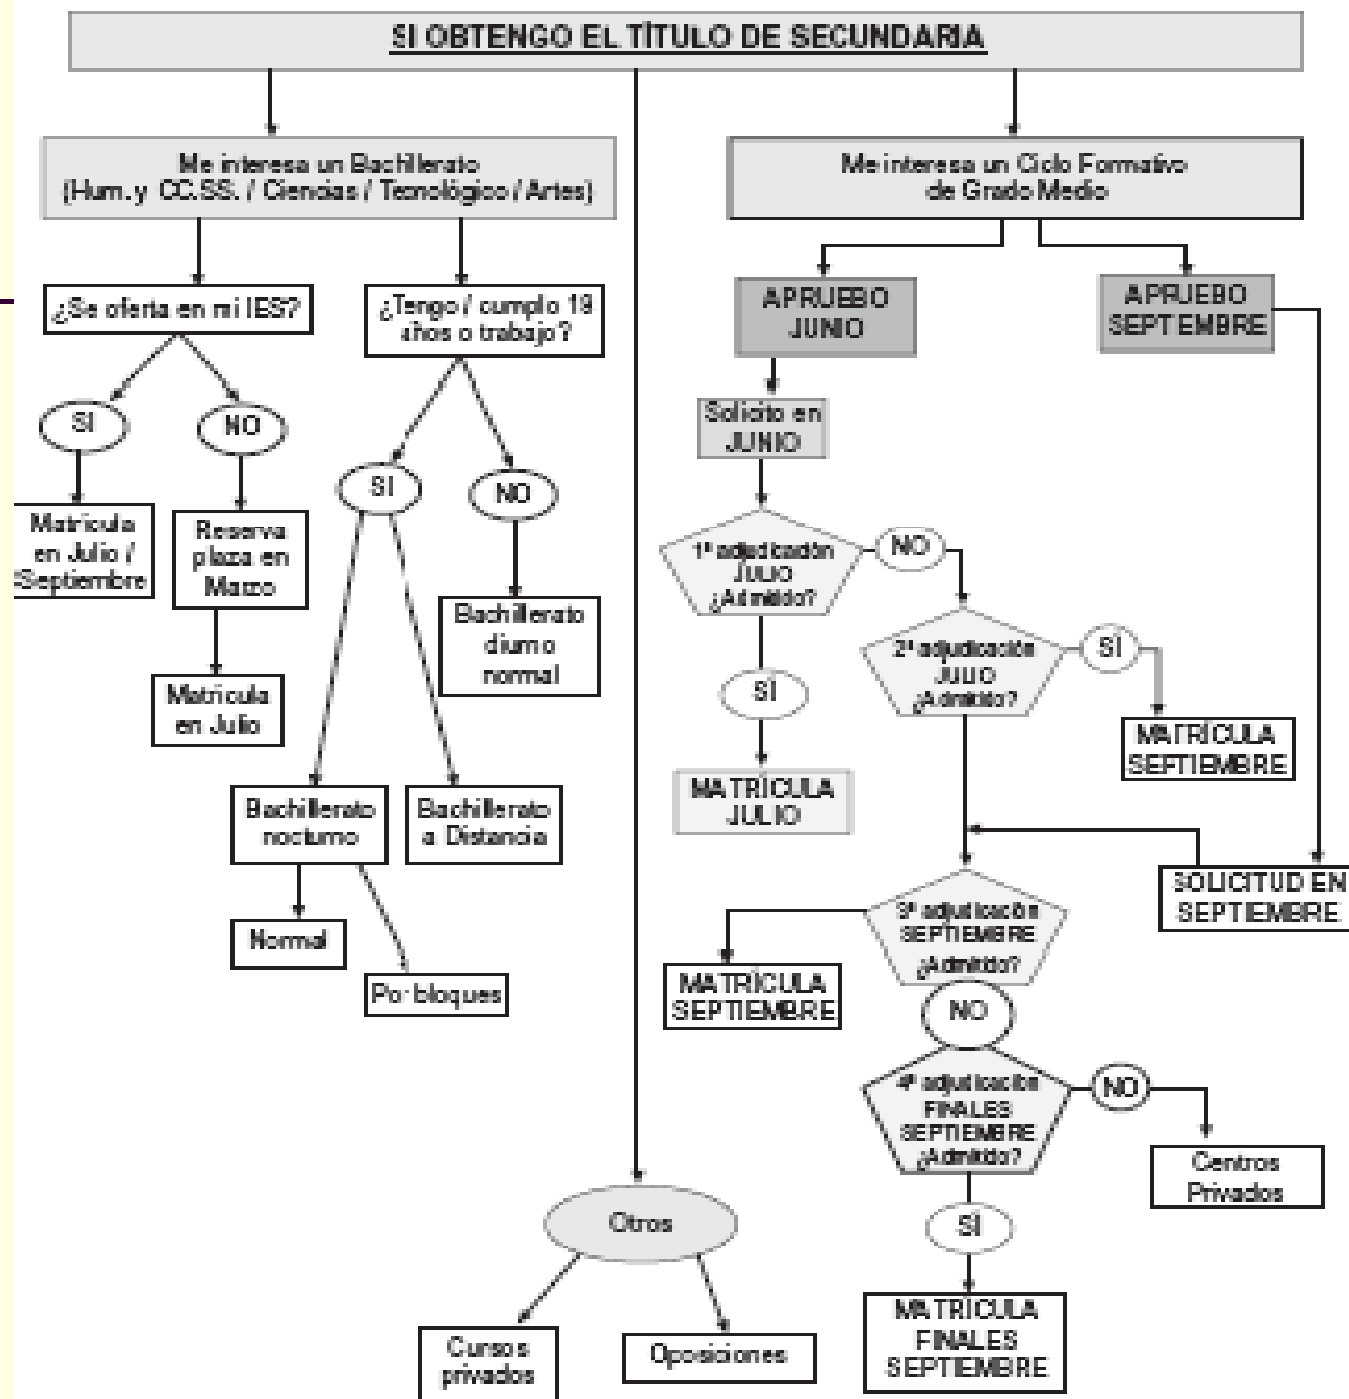 SI OBTENGO EL TÍTULO DE SECUNDARIA
Me interesa un Bachillerato
(Hum. y CC.SS. / Ciencias / Tecnológico / Artes)
¿Se oferta en mi IES?
SI
NO
Matrícula
en Julio /
Septiembre
Reserva
plaza en
Marzo
Matrícula
en Julio
¿Tengo / cumplo 18
años o trabajo?
SI
NO
Bachillerato
diurno
normal
Bachillerato
nocturno
Bachillerato
a Distancia
Normal
Por bloques
Me interesa un Ciclo Formativo
de Grado Medio
APRUEBO
JUNIO
APRUEBO
SEPTIEMBRE
Solicito en
JUNIO
1ª adjudicación
JULIO
¿Admitido?
NO
SÍ
MATRÍCULA
JULIO
2ª adjudicación
JULIO
¿Admitido?
SÍ
MATRÍCULA
SEPTIEMBRE
SOLICITUD EN
SEPTIEMBRE
3ª adjudicación
SEPTIEMBRE
¿Admitido?
MATRÍCULA
SEPTIEMBRE
NO
4ª adjudicación
FINALES
SEPTIEMBRE
¿Admitido?
NO
Centros
Privados
SÍ
MATRÍCULA
FINALES
SEPTIEMBRE
Otros
Cursos
privados
Oposiciones